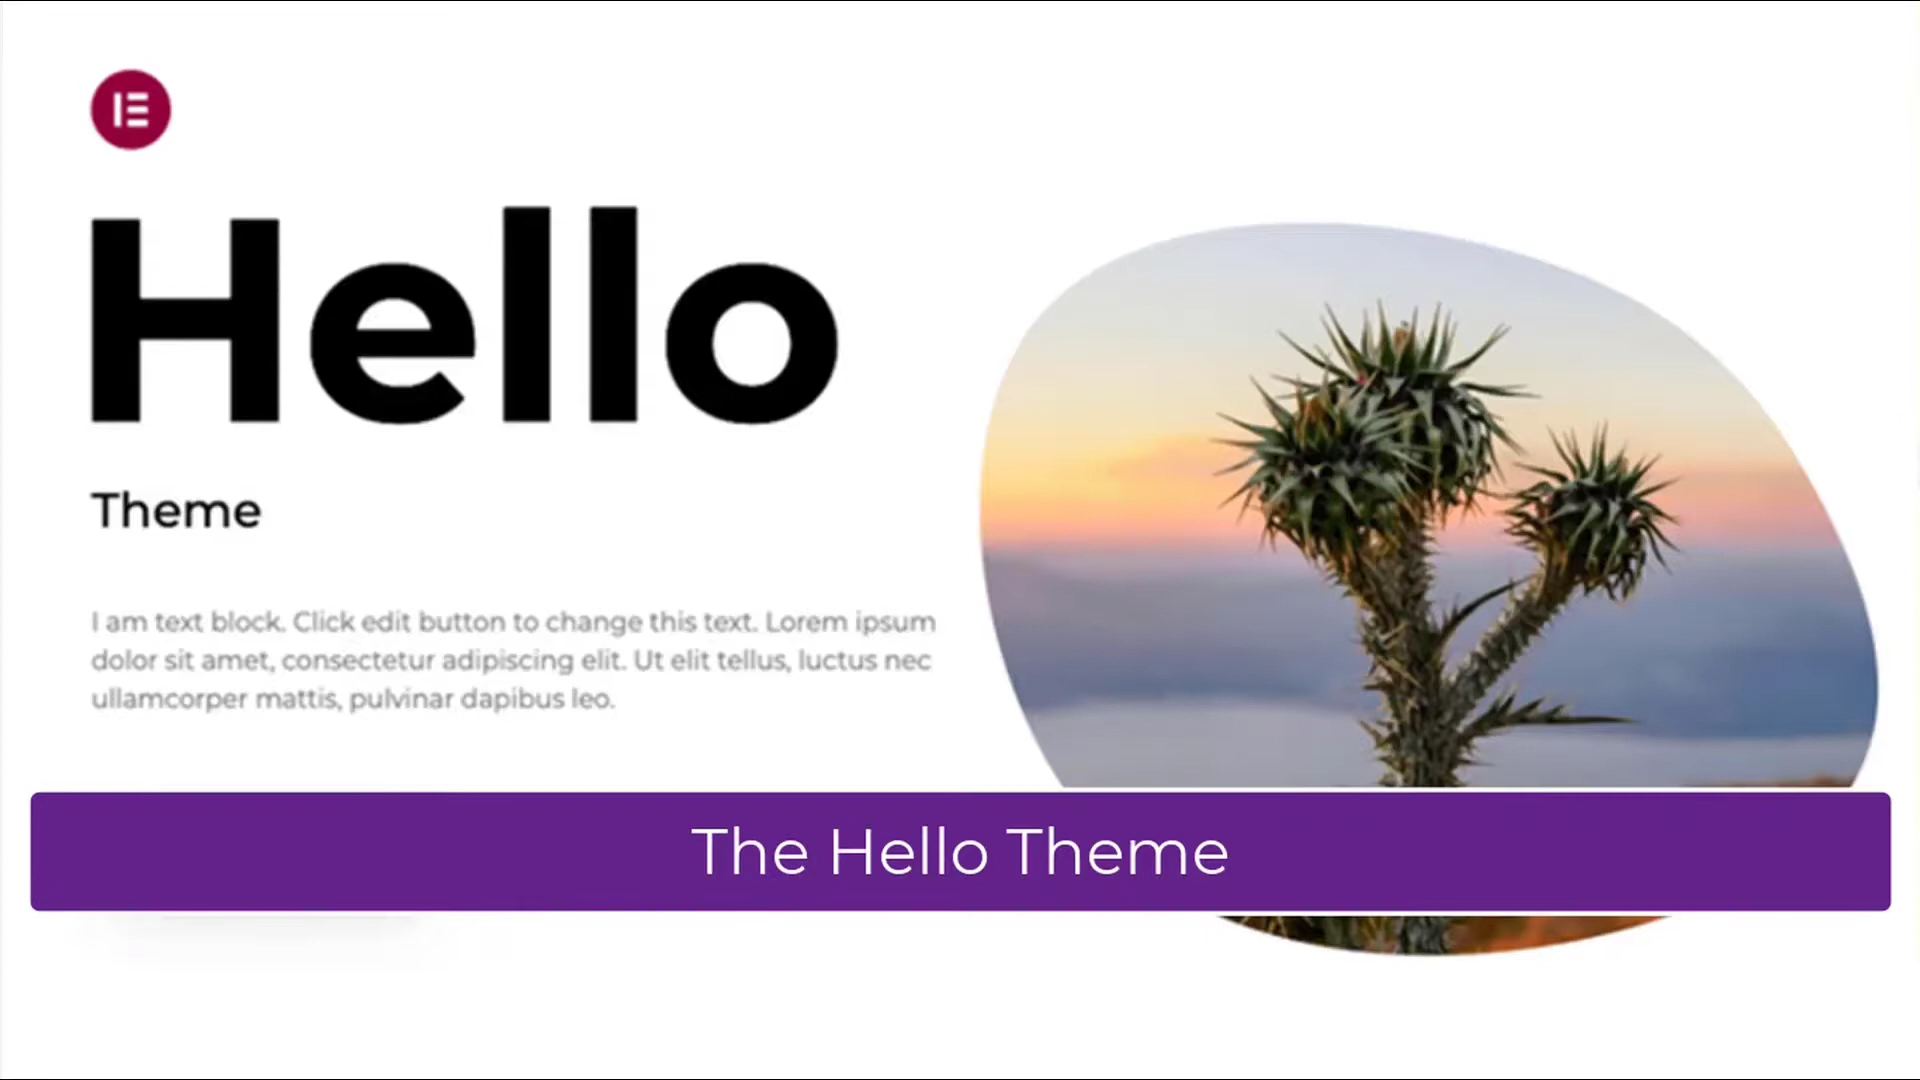 Hello
Theme
I am text block. Click edit button to change this text. Lorem ipsum
dolor sit amet, consectetur adipiscing elit. Ut elit tellus, luctus nec
ullamcorper mattis, pulvinar dapibus leo.
The Hello Theme